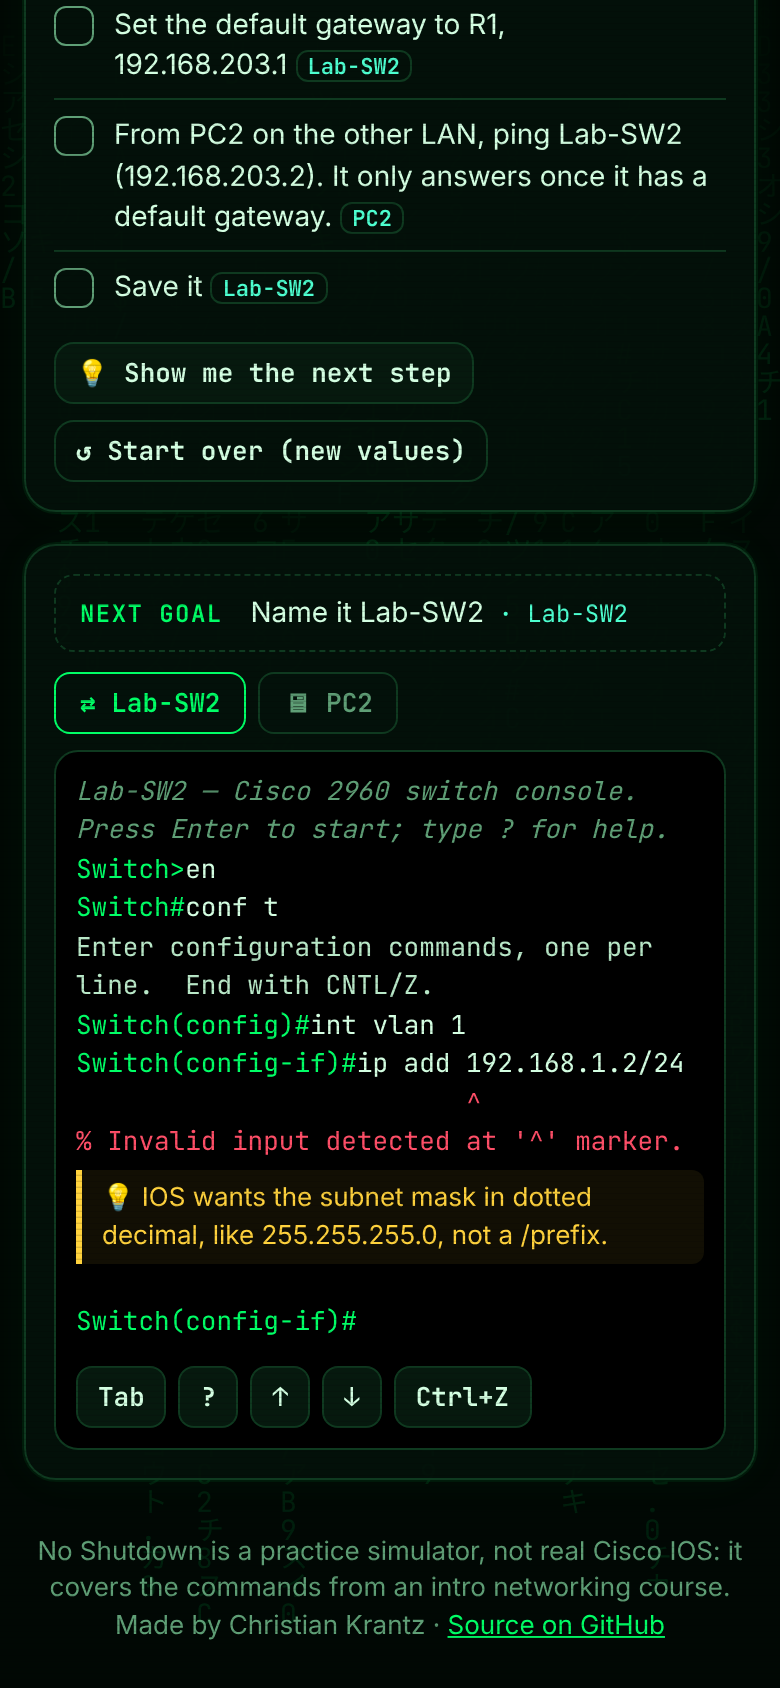 Set the default gateway to R1,
192.168.203.1 Lab-SW2
From PC2 on the other LAN, ping Lab-SW2
(192.168.203.2). It only answers once it has a
default gateway. PC2
Save it Lab-SW2
💡 Show me the next step
↺ Start over (new values)
NEXT GOAL Name it Lab-SW2 · Lab-SW2
⇄ Lab-SW2 🖥 PC2
Lab-SW2 — Cisco 2960 switch console.
Press Enter to start; type ? for help.
Switch>en
Switch#conf t
Enter configuration commands, one per
line.  End with CNTL/Z.
Switch(config)#int vlan 1
Switch(config-if)#ip add 192.168.1.2/24
^
% Invalid input detected at '^' marker.
💡 IOS wants the subnet mask in dotted
decimal, like 255.255.255.0, not a /prefix.
Switch(config-if)#
Tab ? ↑ ↓ Ctrl+Z
No Shutdown is a practice simulator, not real Cisco IOS: it
covers the commands from an intro networking course.
Made by Christian Krantz · Source on GitHub